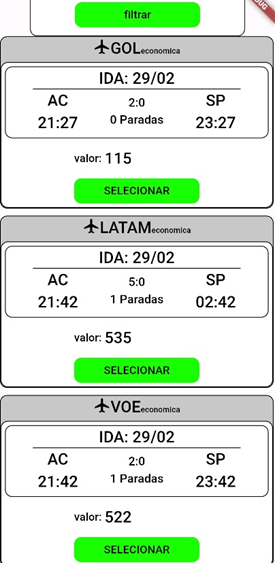 filtrar
BUG
GOLeconomica
IDA: 29/02
AC 2:0 SP
21:27 0 Paradas 23:27
valor: 115
SELECIONAR
LATAMeconomica
IDA: 29/02
AC 5:0 SP
21:42 1 Paradas 02:42
valor: 535
SELECIONAR
VOEeconomica
IDA: 29/02
AC 2:0 SP
21:42 1 Paradas 23:42
valor: 522
SELECIONAR